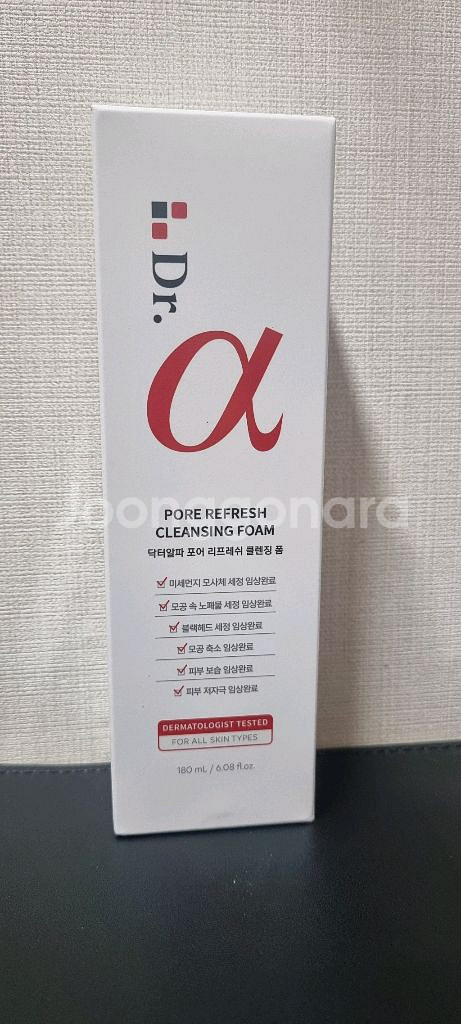 Dr.
α
PORE REFRESH
CLEANSING FOAM
닥터알파 포어 리프레쉬 클렌징 폼
미세먼지 모사체 세정 임상완료
모공 속 노폐물 세정 임상완료
블랙헤드 세정 임상완료
모공 축소 임상완료
피부 보습 임상완료
피부 저자극 임상완료
DERMATOLOGIST TESTED
FOR ALL SKIN TYPES
180 mL / 6.08 fl.oz.
joonggonara